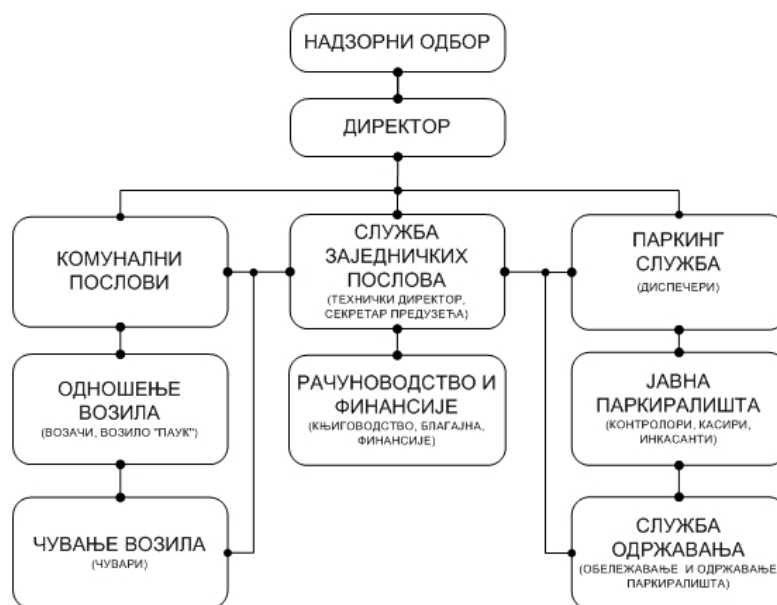 НАДЗОРНИ ОДБОР
ДИРЕКТОР
КОМУНАЛНИ
ПОСЛОВИ
СЛУЖБА
ЗАЈЕДНИЧКИХ
ПОСЛОВА
(ТЕХНИЧКИ ДИРЕКТОР,
СЕКРЕТАР ПРЕДУЗЕЋА)
ПАРКИНГ
СЛУЖБА
(ДИСПЕЧЕРИ)
ОДНОШЕЊЕ
ВОЗИЛА
(ВОЗАЧИ, ВОЗИЛО "ПАУК")
РАЧУНОВОДСТВО И
ФИНАНСИЈЕ
(КЊИГОВОДСТВО, БЛАГАЈНА,
ФИНАНСИЈЕ)
ЈАВНА
ПАРКИРАЛИШТА
(КОНТРОЛОРИ, КАСИРИ,
ИНКАСАНТИ)
ЧУВАЊЕ ВОЗИЛА
(ЧУВАРИ)
СЛУЖБА
ОДРЖАВАЊА
(ОБЕЛЕЖАВАЊЕ И ОДРЖАВАЊЕ
ПАРКИРАЛИШТА)